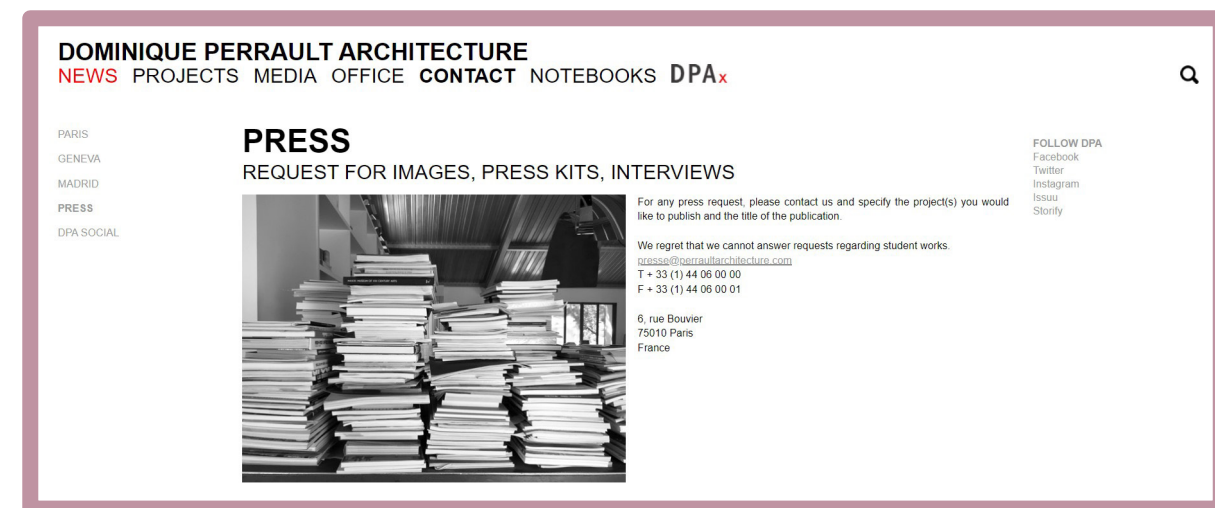 DOMINIQUE PERRAULT ARCHITECTURE
NEWS PROJECTS MEDIA OFFICE CONTACT NOTEBOOKS DPAx
PARIS
GENEVA
MADRID
PRESS
DPA SOCIAL
PRESS
REQUEST FOR IMAGES, PRESS KITS, INTERVIEWS
For any press request, please contact us and specify the project(s) you would
like to publish and the title of the publication.
We regret that we cannot answer requests regarding student works.
presse@perraultarchitecture.com
T + 33 (1) 44 06 00 00
F + 33 (1) 44 06 00 01
6, rue Bouvier
75010 Paris
France
FOLLOW DPA
Facebook
Twitter
Instagram
Issuu
Storify